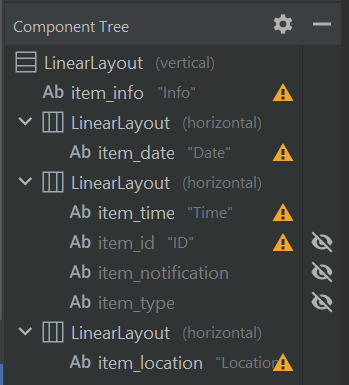 Component Tree
LinearLayout (vertical)
Ab item_info "Info"
LinearLayout (horizontal)
Ab item_date "Date"
LinearLayout (horizontal)
Ab item_time "Time"
Ab item_id "ID"
Ab item_notification
Ab item_type
LinearLayout (horizontal)
Ab item_location "Location